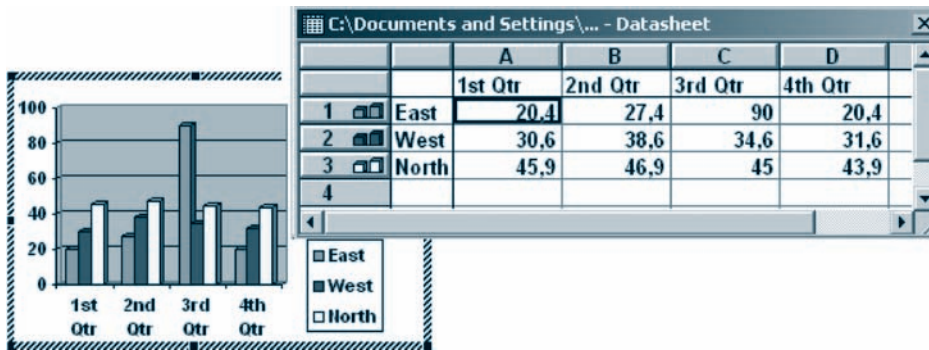 C:\Documents and Settings\... - Datasheet
A B C D
1st Qtr 2nd Qtr 3rd Qtr 4th Qtr
1 East 20,4 27,4 90 20,4
2 West 30,6 38,6 34,6 31,6
3 North 45,9 46,9 45 43,9
4
100
80
60
40
20
0
1st 2nd 3rd 4th
Qtr Qtr Qtr Qtr
East
West
North